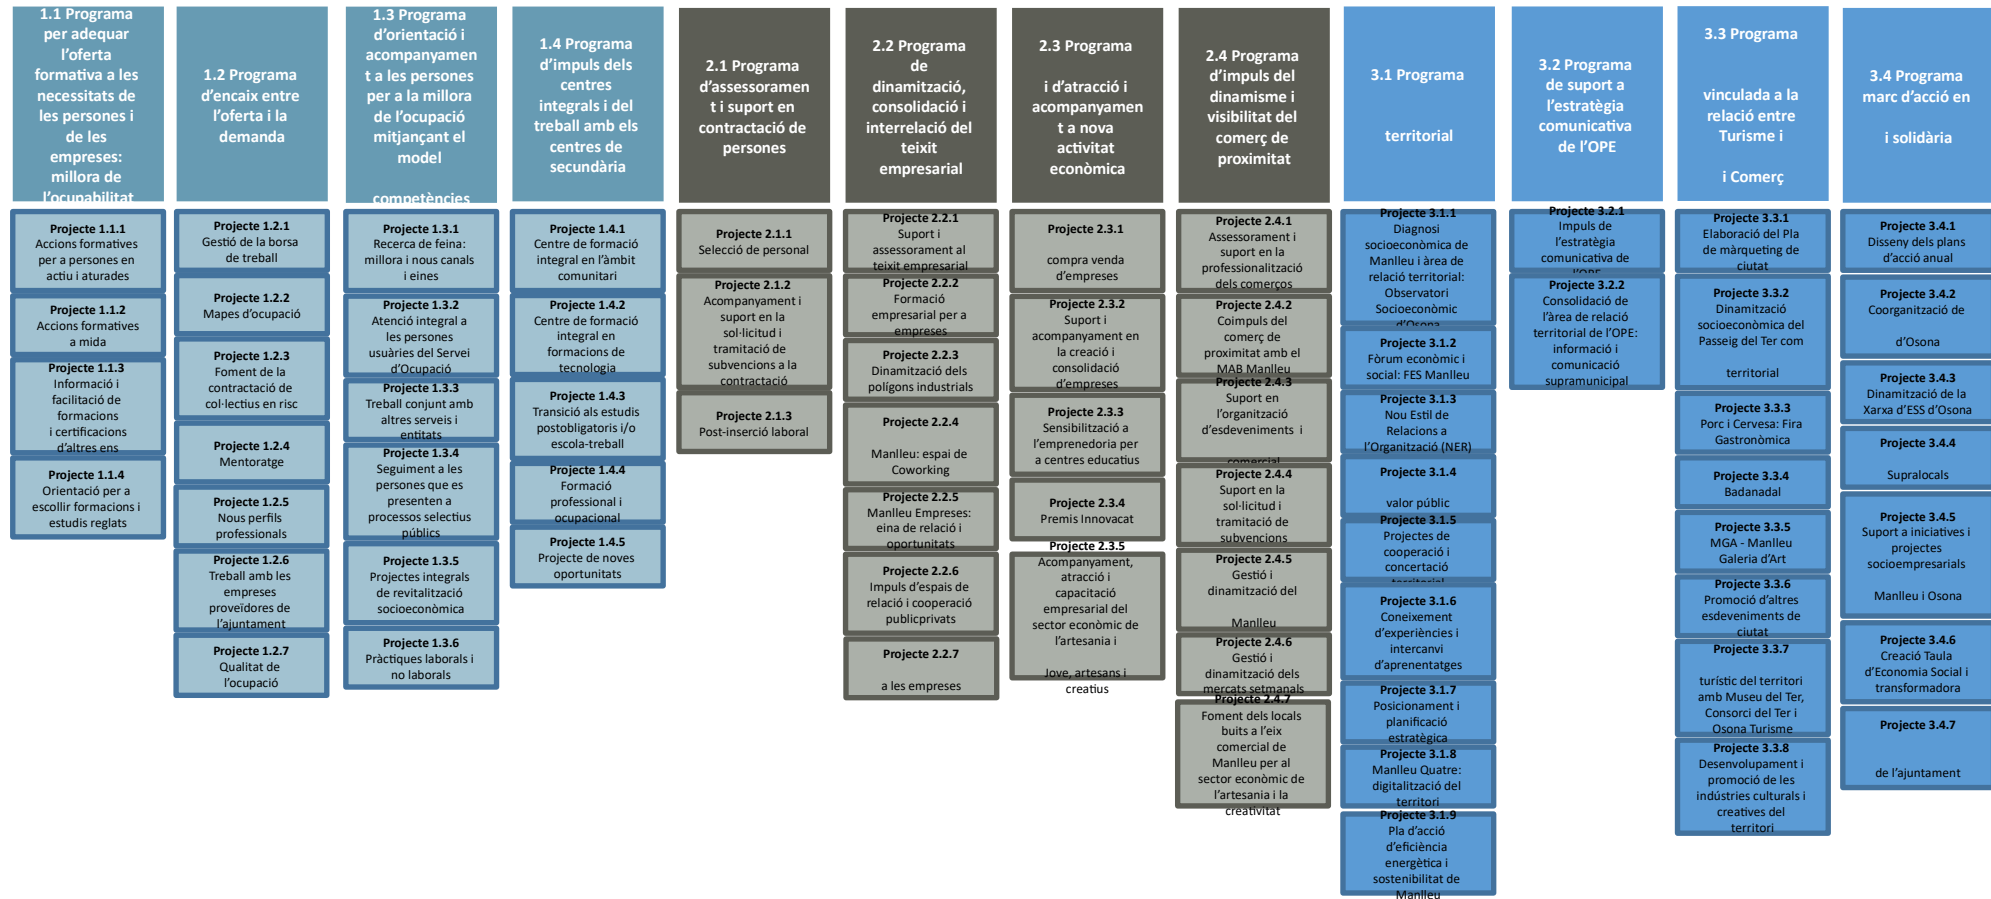 1.1 Programa
per adequar
l’oferta
formativa a les
necessitats de
les persones i
de les
empreses:
millora de
l’ocupabilitat
Projecte 1.1.1
Accions formatives
per a persones en
actiu i aturades
Projecte 1.1.2
Accions formatives
a mida
Projecte 1.1.3
Informació i
facilitació de
formacions
i certificacions
d’altres ens
Projecte 1.1.4
Orientació per a
escollir formacions i
estudis reglats
1.2 Programa
d’encaix entre
l’oferta i la
demanda
Projecte 1.2.1
Gestió de la borsa
de treball
Projecte 1.2.2
Mapes d’ocupació
Projecte 1.2.3
Foment de la
contractació de
col·lectius en risc
Projecte 1.2.4
Mentoratge
Projecte 1.2.5
Nous perfils
professionals
Projecte 1.2.6
Treball amb les
empreses
proveïdores de
l’ajuntament
Projecte 1.2.7
Qualitat de
l’ocupació
1.3 Programa
d’orientació i
acompanyamen
t a les persones
per a la millora
de l’ocupació
mitjançant el
model
competències
Projecte 1.3.1
Recerca de feina:
millora i nous canals
i eines
Projecte 1.3.2
Atenció integral a
les persones
usuàries del Servei
d’Ocupació
Projecte 1.3.3
Treball conjunt amb
altres serveis i
entitats
Projecte 1.3.4
Seguiment a les
persones que es
presenten a
processos selectius
públics
Projecte 1.3.5
Projectes integrals
de revitalització
socioeconòmica
Projecte 1.3.6
Pràctiques laborals i
no laborals
1.4 Programa
d’impuls dels
centres
integrals i del
treball amb els
centres de
secundària
Projecte 1.4.1
Centre de formació
integral en l’àmbit
comunitari
Projecte 1.4.2
Centre de formació
integral en
formacions de
tecnologia
Projecte 1.4.3
Transició als estudis
postobligatoris i/o
escola-treball
Projecte 1.4.4
Formació
professional i
ocupacional
Projecte 1.4.5
Projecte de noves
oportunitats
2.1 Programa
d’assessoramen
t i suport en
contractació de
persones
Projecte 2.1.1
Selecció de personal
Projecte 2.1.2
Acompanyament i
suport en la
sol·licitud i
tramitació de
subvencions a la
contractació
Projecte 2.1.3
Post-inserció laboral
2.2 Programa
de
dinamització,
consolidació i
interrelació del
teixit
empresarial
Projecte 2.2.1
Suport i
assessorament al
teixit empresarial
Projecte 2.2.2
Formació
empresarial per a
empreses
Projecte 2.2.3
Dinamització dels
polígons industrials
Projecte 2.2.4
Manlleu: espai de
Coworking
Projecte 2.2.5
Manlleu Empreses:
eina de relació i
oportunitats
Projecte 2.2.6
Impuls d’espais de
relació i cooperació
publicprivats
Projecte 2.2.7
a les empreses
2.3 Programa
i d’atracció i
acompanyamen
t a nova
activitat
econòmica
Projecte 2.3.1
compra venda
d’empreses
Projecte 2.3.2
Suport i
acompanyament en
la creació i
consolidació
d’empreses
Projecte 2.3.3
Sensibilització a
l’emprenedoria per
a centres educatius
Projecte 2.3.4
Premis Innovacat
Projecte 2.3.5
Acompanyament,
atracció i
capacitació
empresarial del
sector econòmic de
l’artesania i
Jove, artesans i
creatius
2.4 Programa
d’impuls del
dinamisme i
visibilitat del
comerç de
proximitat
Projecte 2.4.1
Assessorament i
suport en la
professionalització
dels comerços
Projecte 2.4.2
Coimpuls del
comerç de
proximitat amb el
MAB Manlleu
Projecte 2.4.3
Suport en
l’organització
d’esdeveniments i
comercial
Projecte 2.4.4
Suport en la
sol·licitud i
tramitació de
subvencions
Projecte 2.4.5
Gestió i
dinamització del
Manlleu
Projecte 2.4.6
Gestió i
dinamització dels
mercats setmanals
Projecte 2.4.7
Foment dels locals
buits a l’eix
comercial de
Manlleu per al
sector econòmic de
l’artesania i la
creativitat
3.1 Programa
territorial
Projecte 3.1.1
Diagnosi
socioeconòmica de
Manlleu i àrea de
relació territorial:
Observatori
Socioeconòmic
d’Osona
Projecte 3.1.2
Fòrum econòmic i
social: FES Manlleu
Projecte 3.1.3
Nou Estil de
Relacions a
l’Organització (NER)
Projecte 3.1.4
valor públic
Projecte 3.1.5
Projectes de
cooperació i
concertació
territorial
Projecte 3.1.6
Coneixement
d’experiències i
intercanvi
d’aprenentatges
Projecte 3.1.7
Posicionament i
planificació
estratègica
Projecte 3.1.8
Manlleu Quatre:
digitalització del
territori
Projecte 3.1.9
Pla d’acció
d’eficiència
energètica i
sostenibilitat de
Manlleu
3.2 Programa
de suport a
l’estratègia
comunicativa
de l’OPE
Projecte 3.2.1
Impuls de
l’estratègia
comunicativa de
l’OPE
Projecte 3.2.2
Consolidació de
l’àrea de relació
territorial de l’OPE:
informació i
comunicació
supramunicipal
3.3 Programa
vinculada a la
relació entre
Turisme i
i Comerç
Projecte 3.3.1
Elaboració del Pla
de màrqueting de
ciutat
Projecte 3.3.2
Dinamització
socioeconòmica del
Passeig del Ter com
territorial
Projecte 3.3.3
Porc i Cervesa: Fira
Gastronòmica
Projecte 3.3.4
Badanadal
Projecte 3.3.5
MGA - Manlleu
Galeria d’Art
Projecte 3.3.6
Promoció d’altres
esdeveniments de
ciutat
Projecte 3.3.7
turístic del territori
amb Museu del Ter,
Consorci del Ter i
Osona Turisme
Projecte 3.3.8
Desenvolupament i
promoció de les
indústries culturals i
creatives del
territori
3.4 Programa
marc d’acció en
i solidària
Projecte 3.4.1
Disseny dels plans
d’acció anual
Projecte 3.4.2
Coorganització de
d’Osona
Projecte 3.4.3
Dinamització de la
Xarxa d’ESS d’Osona
Projecte 3.4.4
Supralocals
Projecte 3.4.5
Suport a iniciatives i
projectes
socioempresarials
Manlleu i Osona
Projecte 3.4.6
Creació Taula
d’Economia Social i
transformadora
Projecte 3.4.7
de l’ajuntament